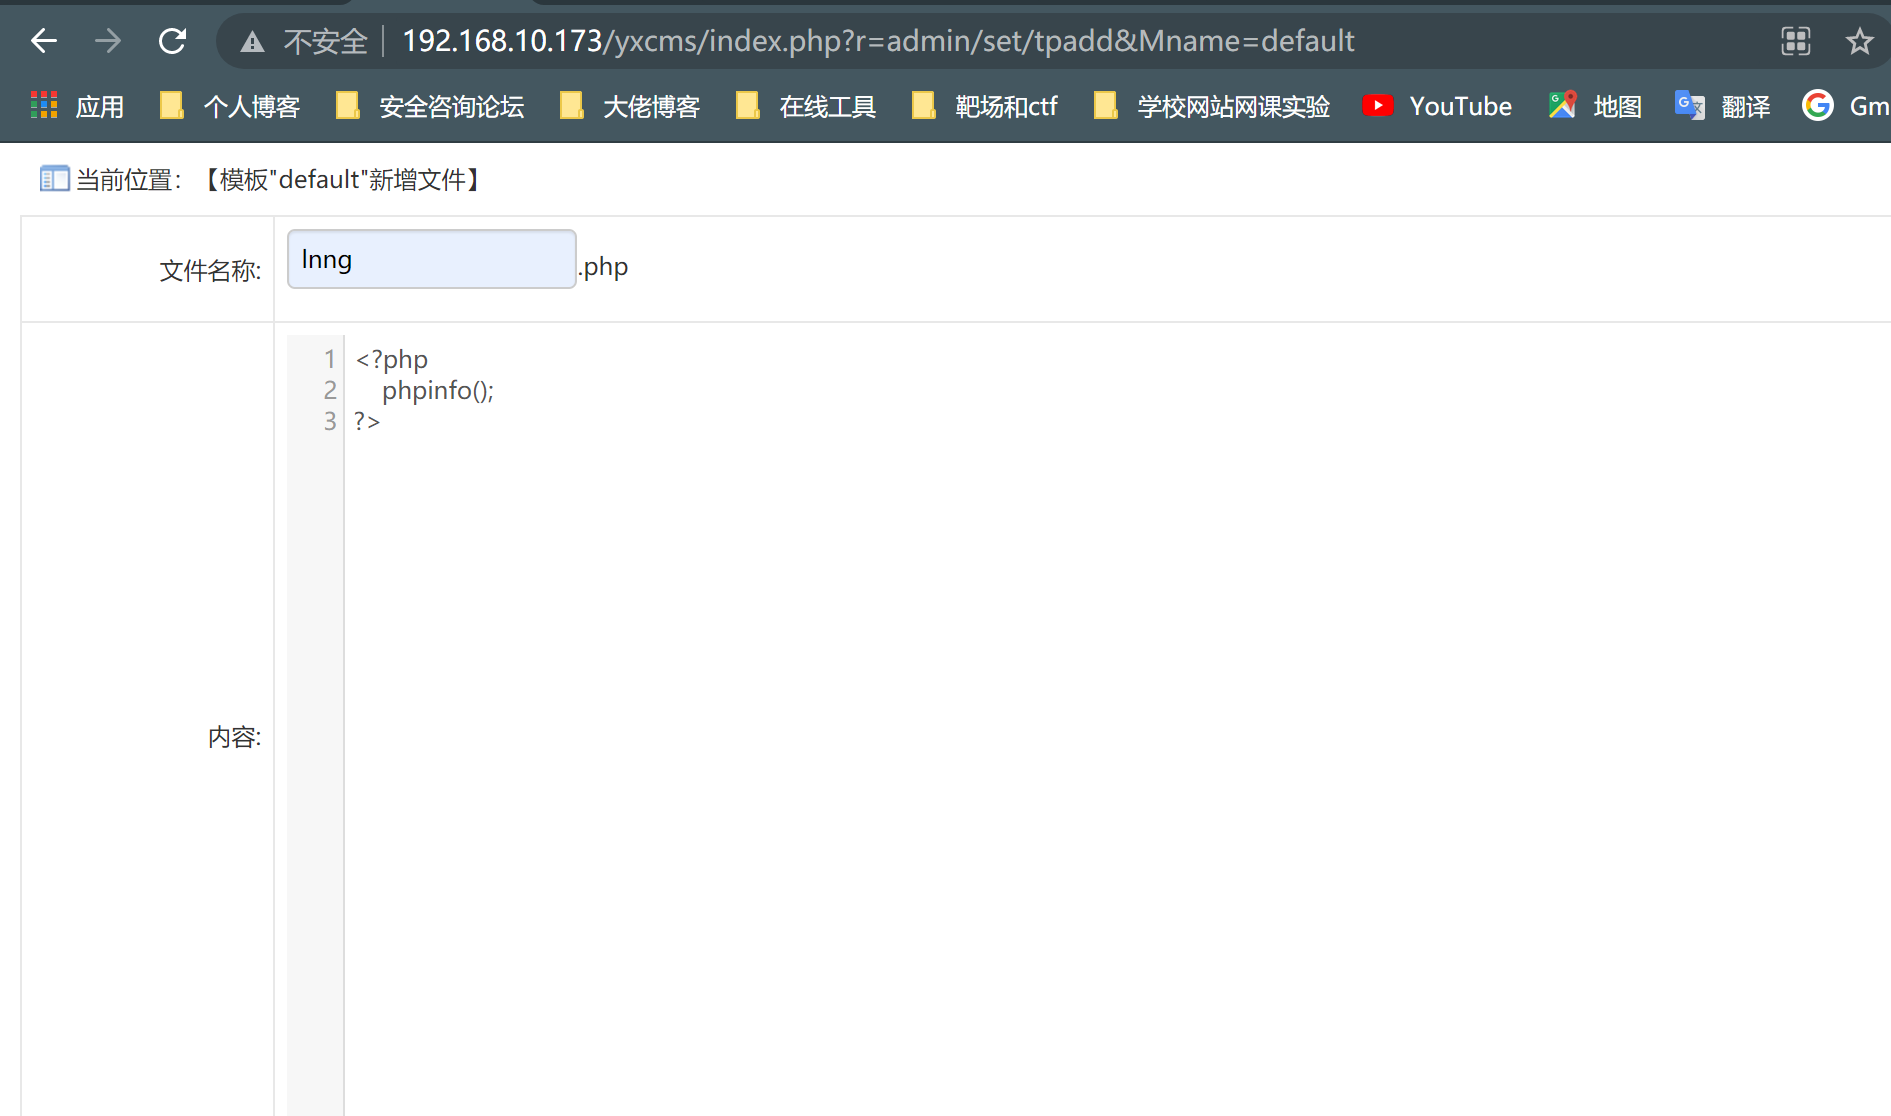 不安全 192.168.10.173/yxcms/index.php?r=admin/set/tpadd&Mname=default
应用 个人博客 安全咨询论坛 大佬博客 在线工具 靶场和ctf 学校网站网课实验 YouTube 地图 翻译 Gm
当前位置：【模板"default"新增文件】
文件名称: lnng .php
内容:
1 <?php
2 phpinfo();
3 ?>